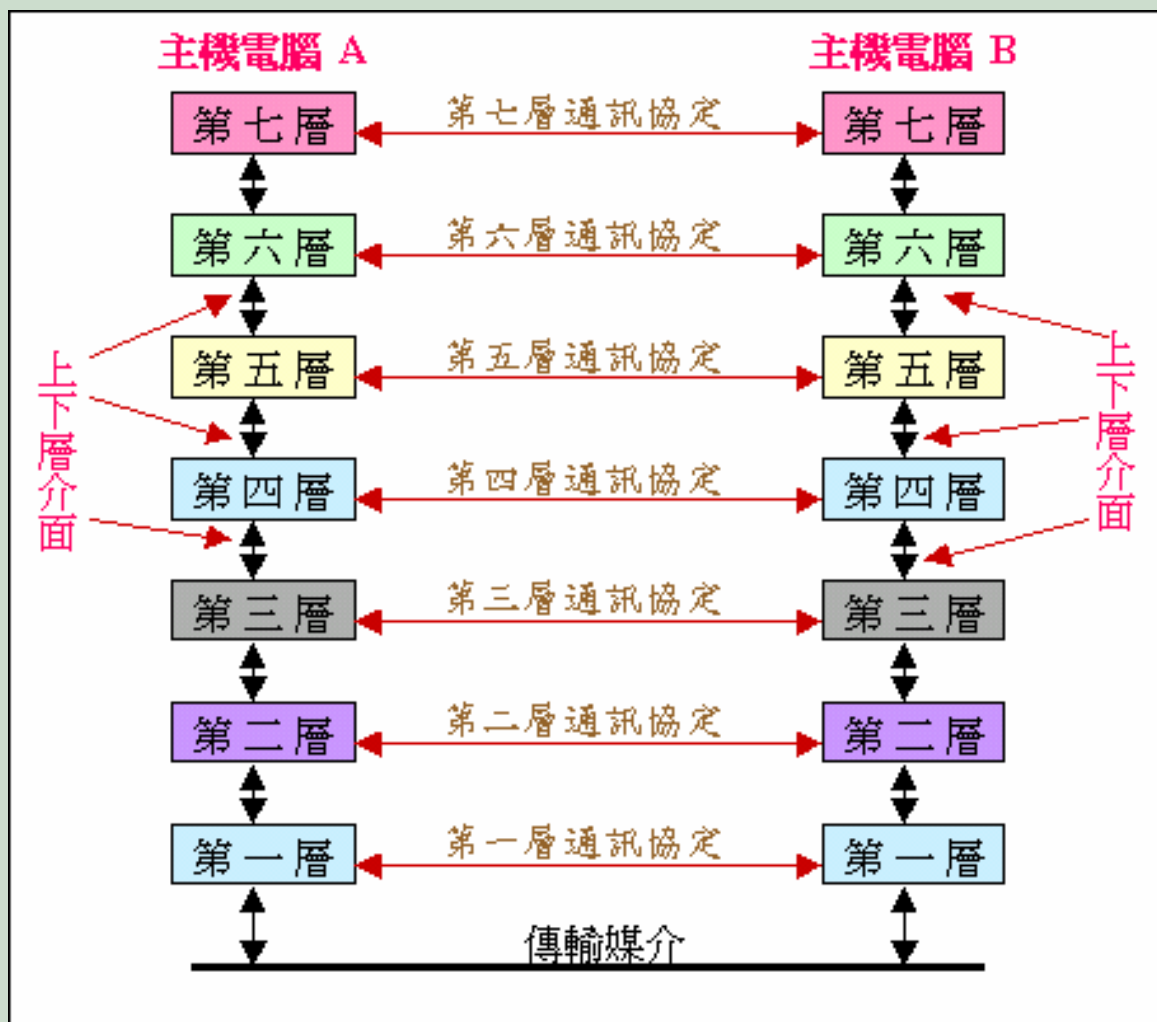 主機電腦 A
主機電腦 B
第七層
第七層通訊協定
第七層
第六層
第六層通訊協定
第六層
上下層介面
第五層
第五層通訊協定
第五層
上下層介面
第四層
第四層通訊協定
第四層
第三層
第三層通訊協定
第三層
第二層
第二層通訊協定
第二層
第一層
第一層通訊協定
第一層
傳輸媒介